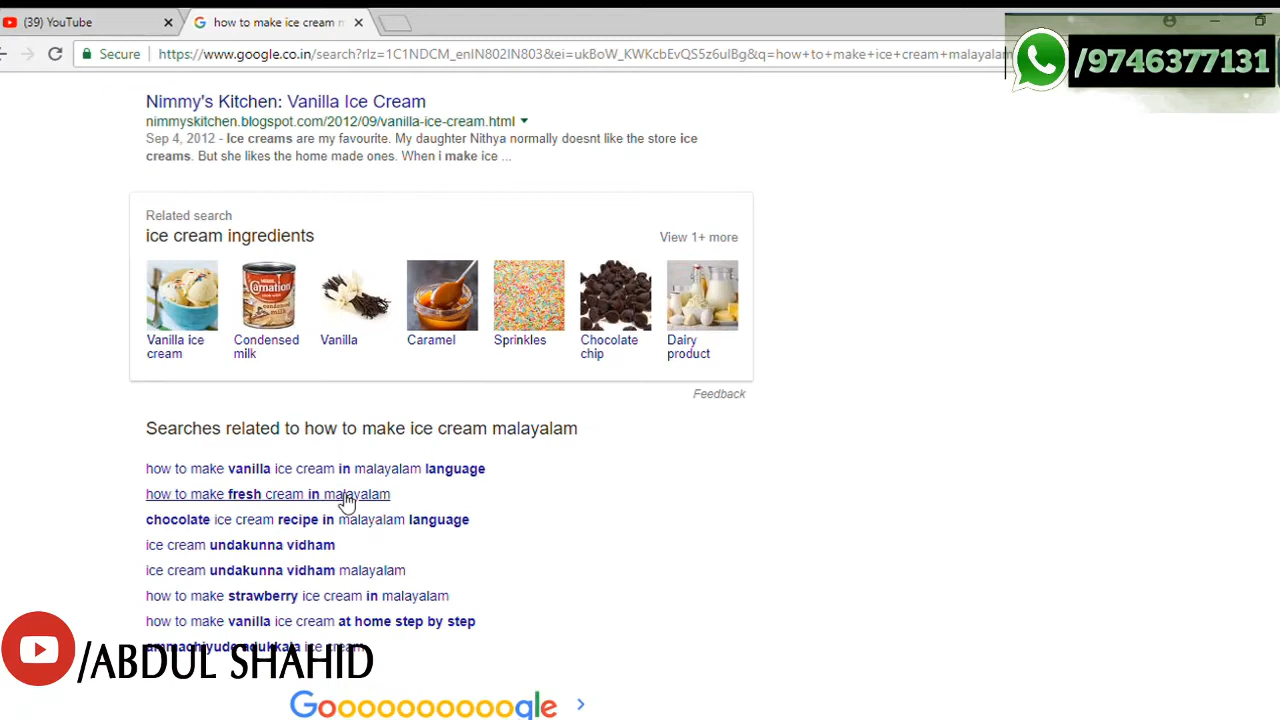 (39) YouTube
how to make ice cream m
/9746377131
Secure
https://www.google.co.in/search?rlz=1C1NDCM_enIN802IN803&ei=ukBoW_KWKcbEvQS5z6uIBg&q=how+to+make+ice+cream+malayalam
Nimmy's Kitchen: Vanilla Ice Cream
nimmyskitchen.blogspot.com/2012/09/vanilla-ice-cream.html
Sep 4, 2012 - Ice creams are my favourite. My daughter Nithya normally doesnt like the store ice
creams. But she likes the home made ones. When i make ice ...
Related search
ice cream ingredients
View 1+ more
Carnation
condensed
milk
Vanilla ice
cream
Condensed
milk
Vanilla
Caramel
Sprinkles
Chocolate
chip
Dairy
product
Feedback
Searches related to how to make ice cream malayalam
how to make vanilla ice cream in malayalam language
how to make fresh cream in malayalam
chocolate ice cream recipe in malayalam language
ice cream undakunna vidham
ice cream undakunna vidham malayalam
how to make strawberry ice cream in malayalam
how to make vanilla ice cream at home step by step
ammachiyude adukkala ice cream
/ABDUL SHAHID
Goooooooooogle